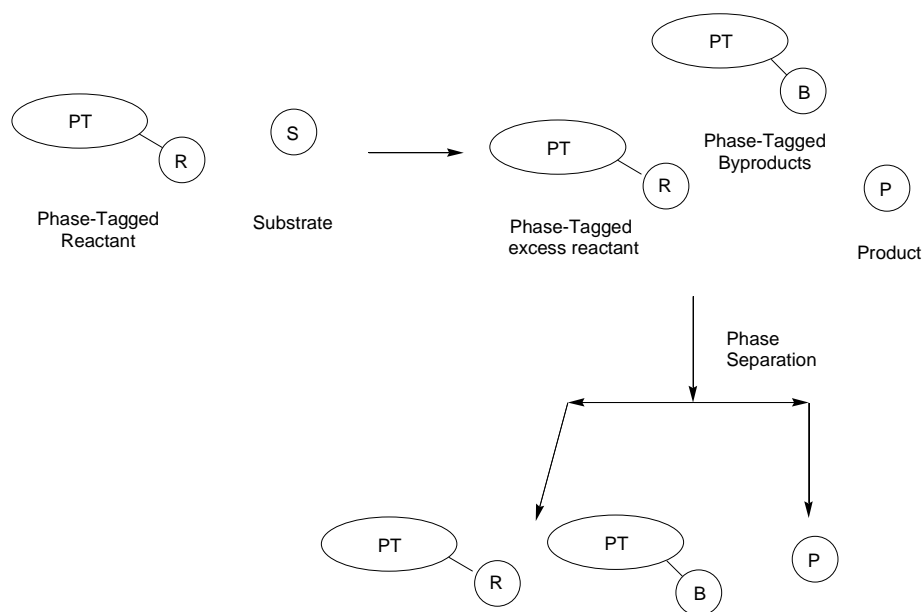 PT
B
PT
R
S
PT
R
Phase-Tagged
Byproducts
P
Phase-Tagged
Reactant
Substrate
Phase-Tagged
excess reactant
Product
Phase
Separation
PT
R
PT
B
P